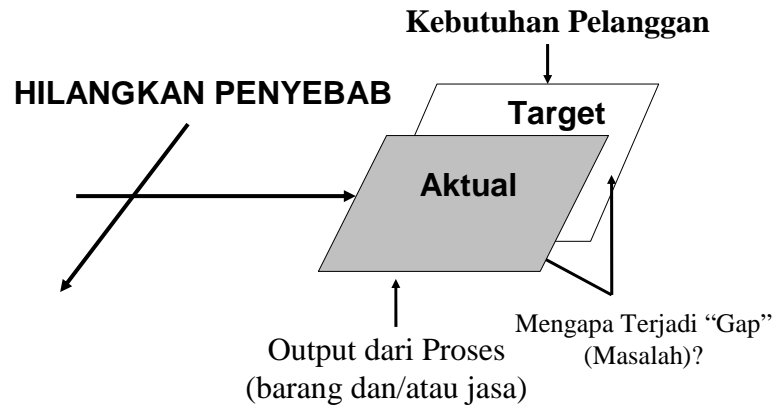 Kebutuhan Pelanggan
HILANGKAN PENYEBAB
Target
Aktual
Mengapa Terjadi “Gap”
(Masalah)?
Output dari Proses
(barang dan/atau jasa)